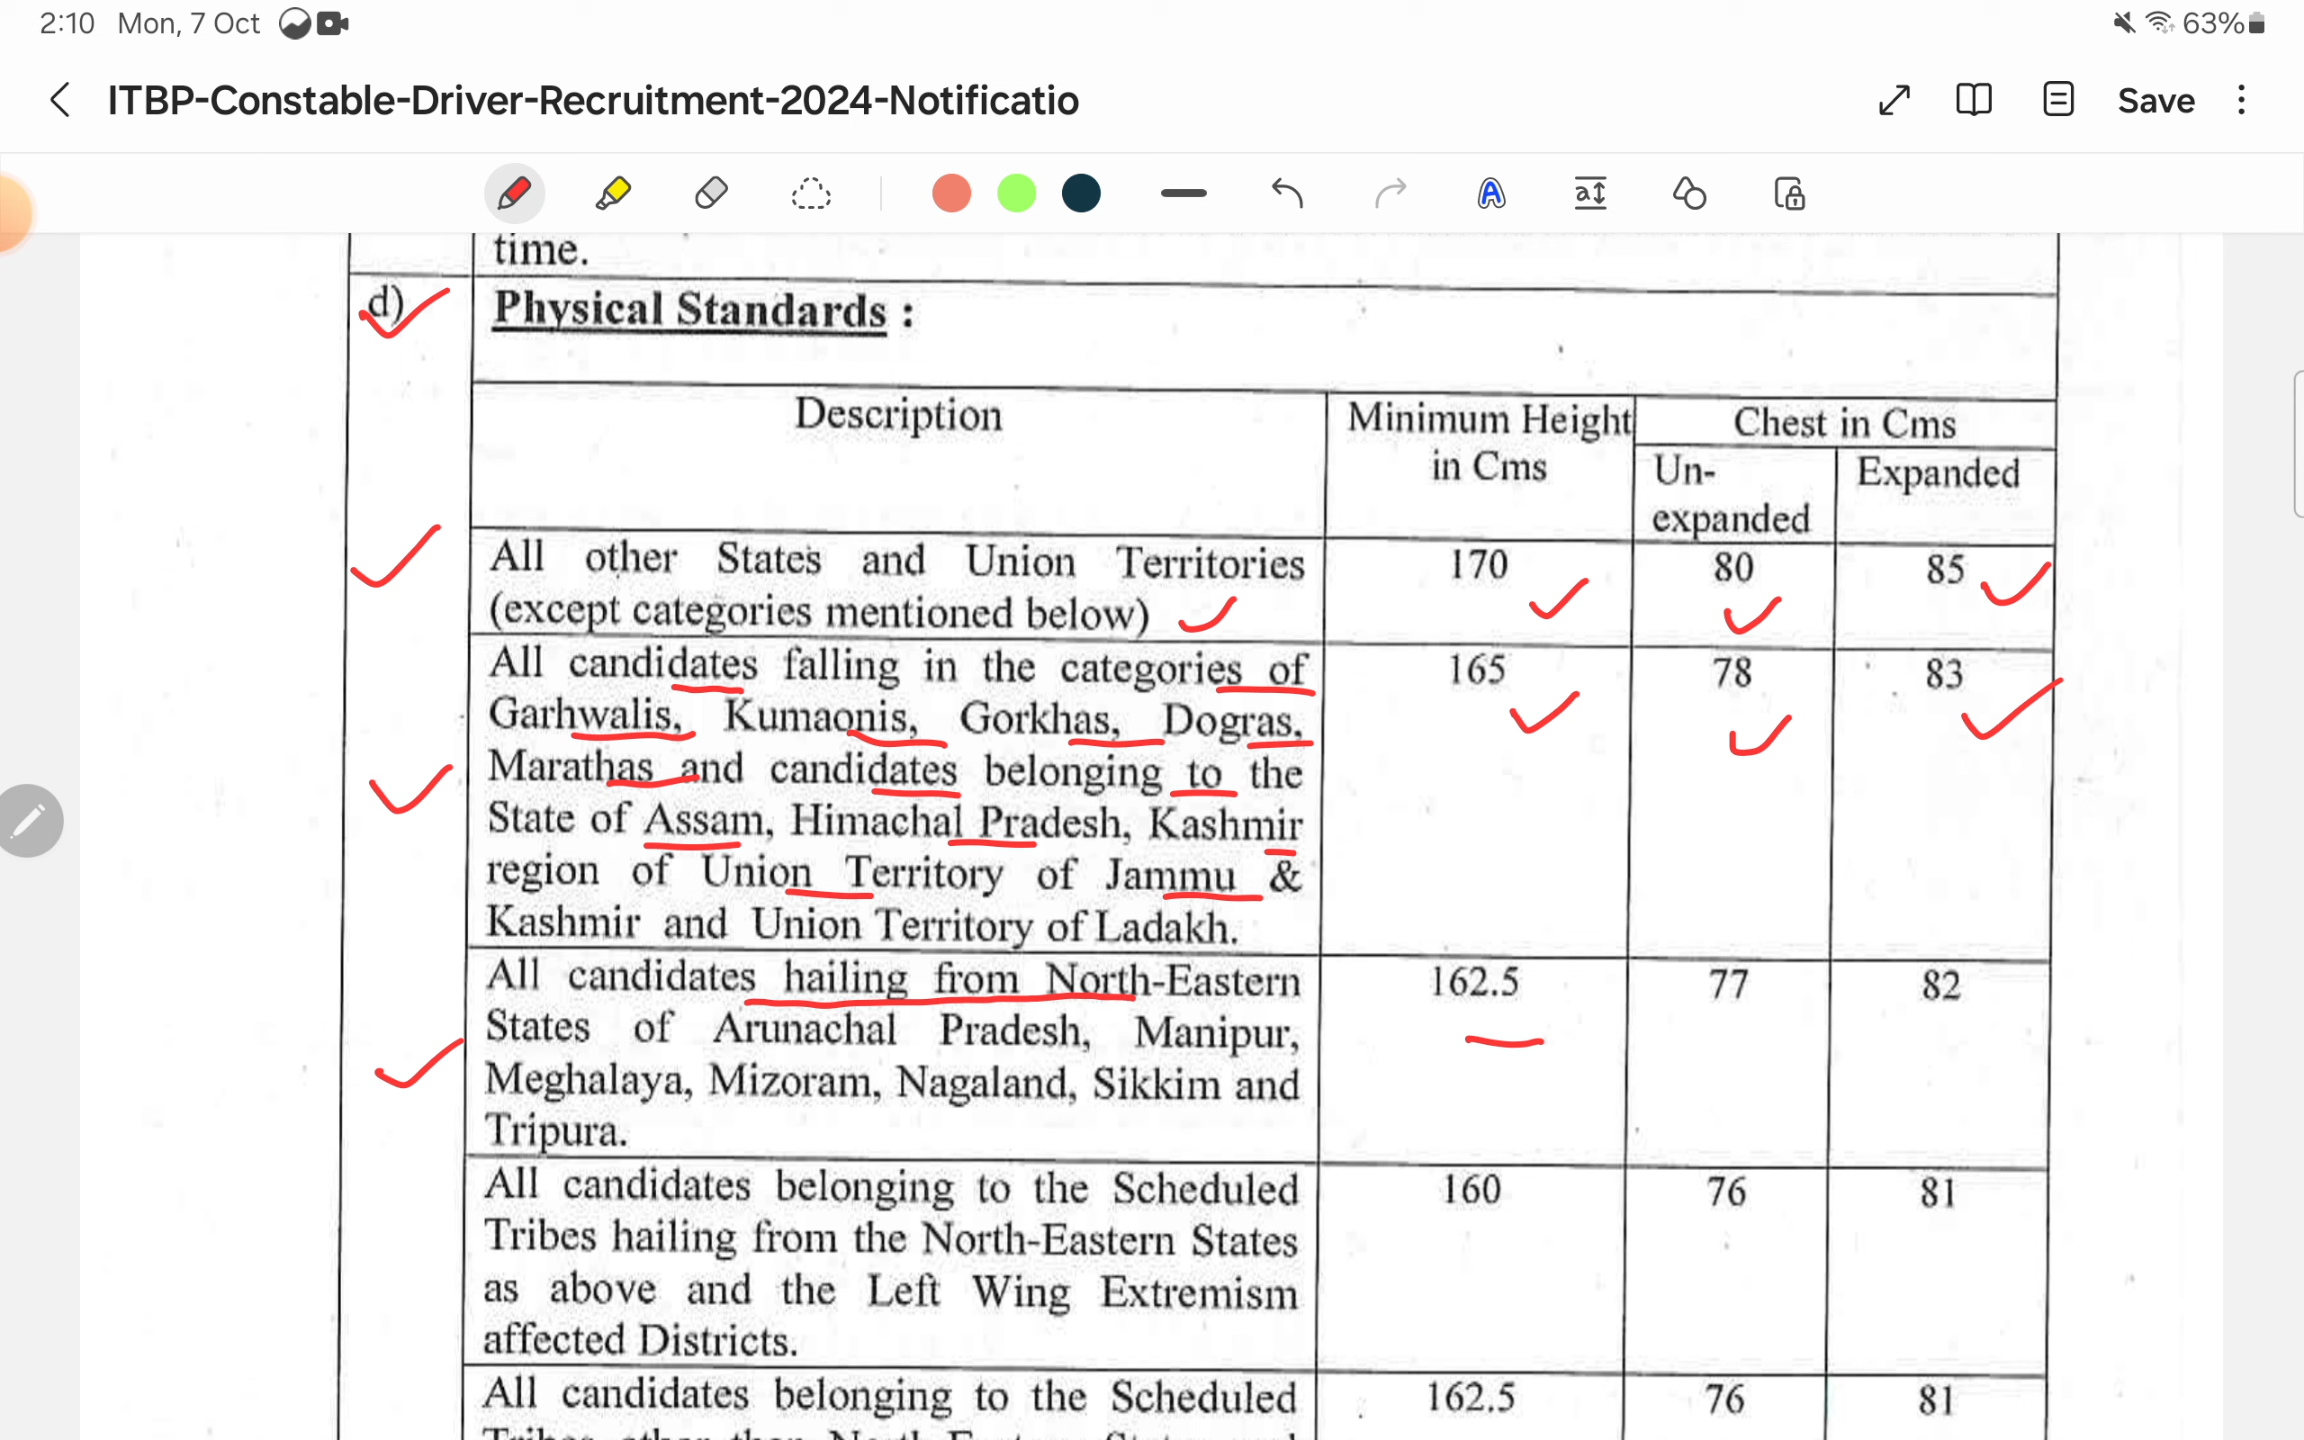 2:10 Mon, 7 Oct
63%
ITBP-Constable-Driver-Recruitment-2024-Notificatio
Save
time.
d) Physical Standards :
Description
Minimum Height
in Cms
Chest in Cms
Un-
expanded
Expanded
All other States and Union Territories
(except categories mentioned below)
170 80 85
All candidates falling in the categories of
Garhwalis, Kumaonis, Gorkhas, Dogras,
Marathas and candidates belonging to the
State of Assam, Himachal Pradesh, Kashmir
region of Union Territory of Jammu &
Kashmir and Union Territory of Ladakh.
165 78 83
All candidates hailing from North-Eastern
States of Arunachal Pradesh, Manipur,
Meghalaya, Mizoram, Nagaland, Sikkim and
Tripura.
162.5 77 82
All candidates belonging to the Scheduled
Tribes hailing from the North-Eastern States
as above and the Left Wing Extremism
affected Districts.
160 76 81
All candidates belonging to the Scheduled
162.5 76 81